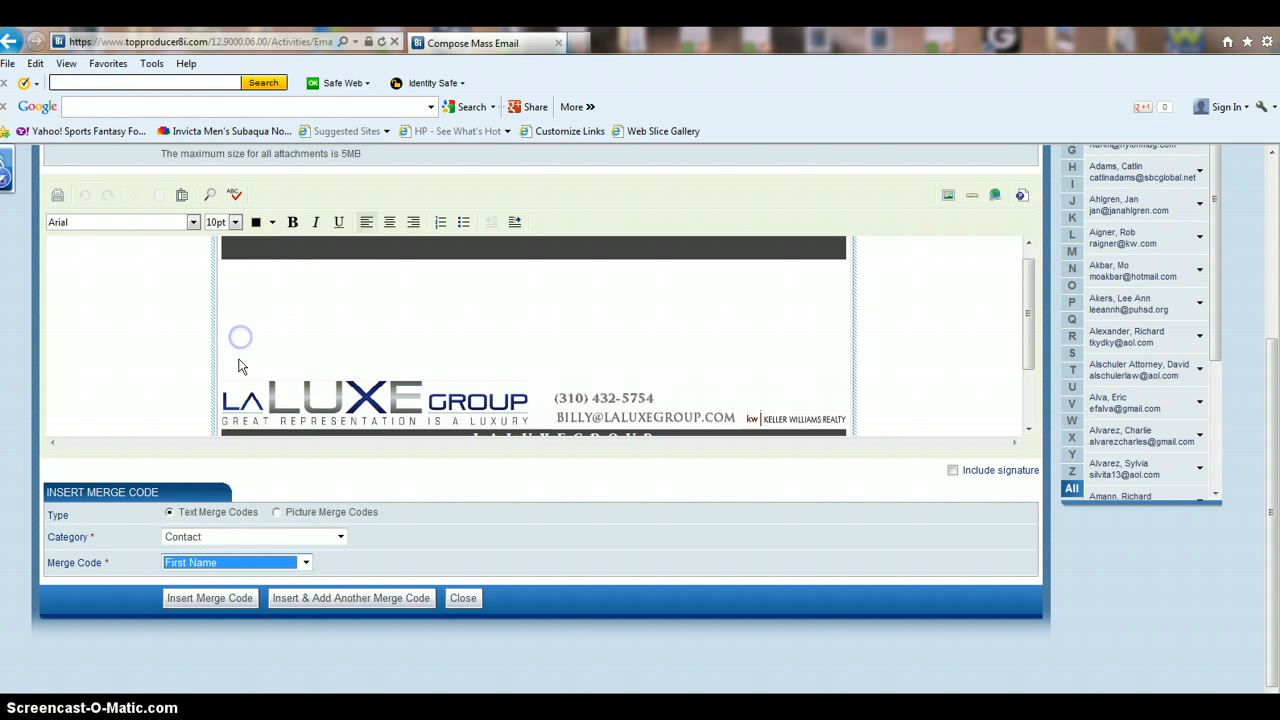 https://www.topproducer8i.com/12.9000.06.00/Activities/Ema
8i Compose Mass Email
File Edit View Favorites Tools Help
Search Safe Web Identity Safe
Google Search Share More »
g+1 0 Sign In
Yahoo! Sports Fantasy Fo... Invicta Men's Subaqua No... Suggested Sites HP - See What's Hot Customize Links Web Slice Gallery
The maximum size for all attachments is 5MB
Arial 10pt B I U
LA LUXE GROUP
GREAT REPRESENTATION IS A LUXURY
(310) 432-5754
BILLY@LALUXEGROUP.COM
kw KELLER WILLIAMS REALTY
Include signature
INSERT MERGE CODE
Type Text Merge Codes Picture Merge Codes
Category * Contact
Merge Code * First Name
Insert Merge Code Insert & Add Another Merge Code Close
G
H
I
J
K
L
M
N
O
P
Q
R
S
T
U
V
W
X
Y
Z
All
Adams, Catlin
catlinadams@sbcglobal.net
Ahlgren, Jan
jan@janahlgren.com
Aigner, Rob
raigner@kw.com
Akbar, Mo
moakbar@hotmail.com
Akers, Lee Ann
leeannh@puhsd.org
Alexander, Richard
tkydky@aol.com
Alschuler Attorney, David
alschulerlaw@aol.com
Alva, Eric
efalva@gmail.com
Alvarez, Charlie
alvarezcharles@gmail.com
Alvarez, Sylvia
silvita13@aol.com
Amann, Richard
Screencast-O-Matic.com